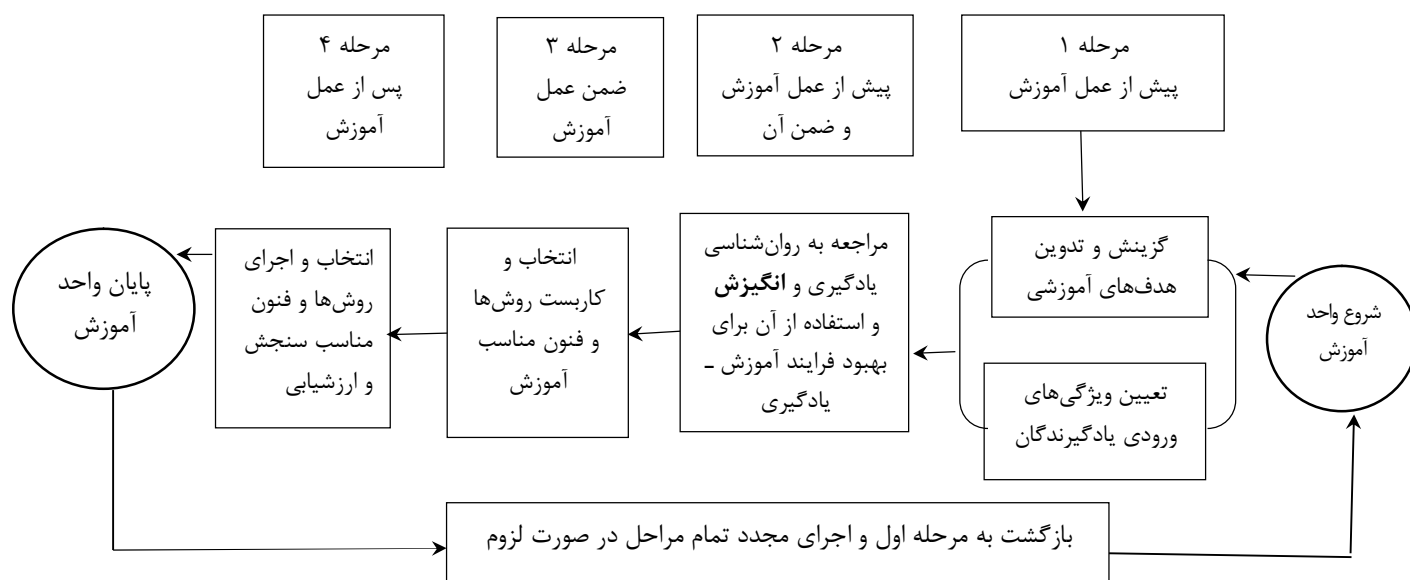 مرحله ۱
پیش از عمل آموزش
مرحله ۲
پیش از عمل آموزش
و ضمن آن
مرحله ۳
ضمن عمل
آموزش
مرحله ۴
پس از عمل
آموزش
شروع واحد
آموزش
گزینش و تدوین
هدف‌های آموزشی
تعیین ویژگی‌های
ورودی یادگیرندگان
مراجعه به روان‌شناسی
یادگیری و انگیزش
و استفاده از آن برای
بهبود فرایند آموزش ـ
یادگیری
انتخاب و
کاربست روش‌ها
و فنون مناسب
آموزش
انتخاب و اجرای
روش‌ها و فنون
مناسب سنجش
و ارزشیابی
پایان واحد
آموزش
بازگشت به مرحله اول و اجرای مجدد تمام مراحل در صورت لزوم